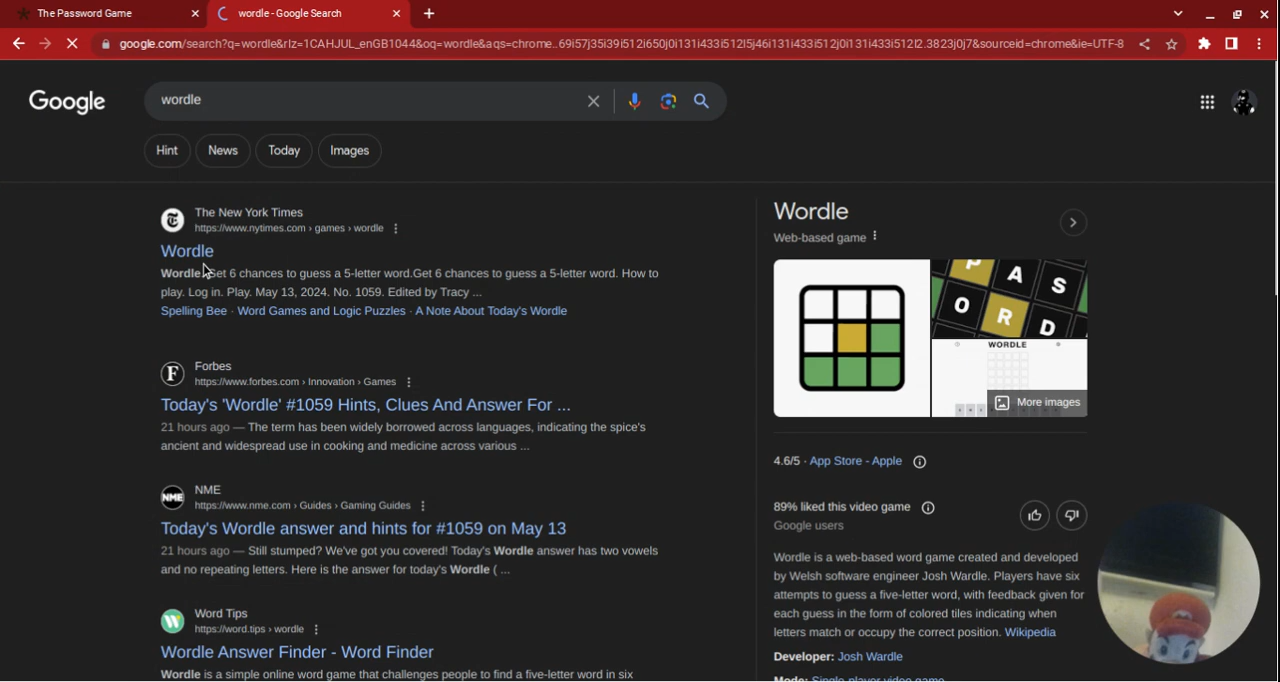 The Password Game
wordle - Google Search
google.com/search?q=wordle&rlz=1CAHJUL_enGB1044&oq=wordle&aqs=chrome..69i57j35i39i512i650j0i131i433i512l5j46i131i433i512j0i131i433i512l2.3823j0j7&sourceid=chrome&ie=UTF-8
Google
wordle
Hint
News
Today
Images
The New York Times
https://www.nytimes.com › games › wordle
Wordle
Wordle. Get 6 chances to guess a 5-letter word.Get 6 chances to guess a 5-letter word. How to
play. Log in. Play. May 13, 2024. No. 1059. Edited by Tracy ...
Spelling Bee · Word Games and Logic Puzzles · A Note About Today's Wordle
Forbes
https://www.forbes.com › Innovation › Games
Today's 'Wordle' #1059 Hints, Clues And Answer For ...
21 hours ago — The term has been widely borrowed across languages, indicating the spice's
ancient and widespread use in cooking and medicine across various ...
NME
NME
https://www.nme.com › Guides › Gaming Guides
Today's Wordle answer and hints for #1059 on May 13
21 hours ago — Still stumped? We've got you covered! Today's Wordle answer has two vowels
and no repeating letters. Here is the answer for today's Wordle ( ...
Word Tips
https://word.tips › wordle
Wordle Answer Finder - Word Finder
Wordle is a simple online word game that challenges people to find a five-letter word in six
Wordle
Web-based game
P A S
O R D
WORDLE
More images
4.6/5 · App Store - Apple
89% liked this video game
Google users
Wordle is a web-based word game created and developed
by Welsh software engineer Josh Wardle. Players have six
attempts to guess a five-letter word, with feedback given for
each guess in the form of colored tiles indicating when
letters match or occupy the correct position. Wikipedia
Developer: Josh Wardle
Mode: Single-player video game